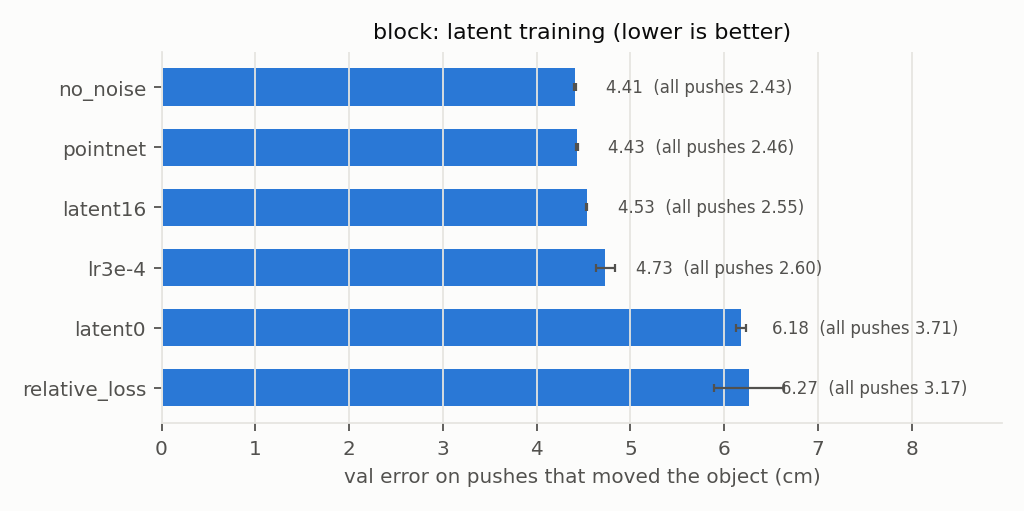 block: latent training (lower is better)
no_noise 4.41 (all pushes 2.43)
pointnet 4.43 (all pushes 2.46)
latent16 4.53 (all pushes 2.55)
lr3e-4 4.73 (all pushes 2.60)
latent0 6.18 (all pushes 3.71)
relative_loss 6.27 (all pushes 3.17)
0 1 2 3 4 5 6 7 8
val error on pushes that moved the object (cm)